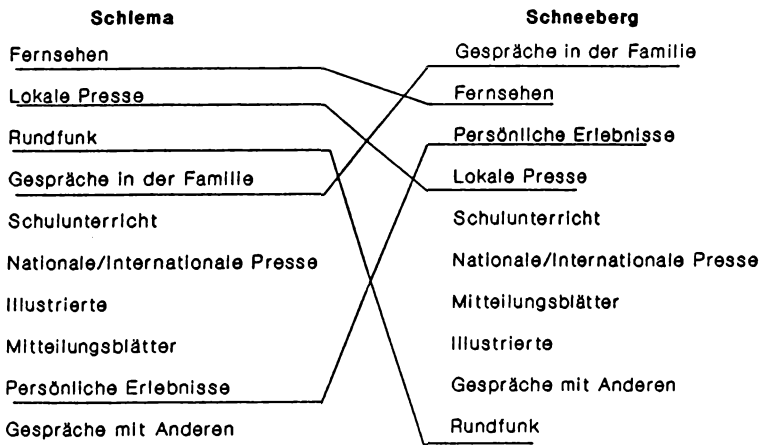 Schlema
Fernsehen
Lokale Presse
Rundfunk
Gespräche in der Familie
Schulunterricht
Nationale/Internationale Presse
Illustrierte
Mitteilungsblätter
Persönliche Erlebnisse
Gespräche mit Anderen
Schneeberg
Gespräche in der Familie
Fernsehen
Persönliche Erlebnisse
Lokale Presse
Schulunterricht
Nationale/Internationale Presse
Mitteilungsblätter
Illustrierte
Gespräche mit Anderen
Rundfunk